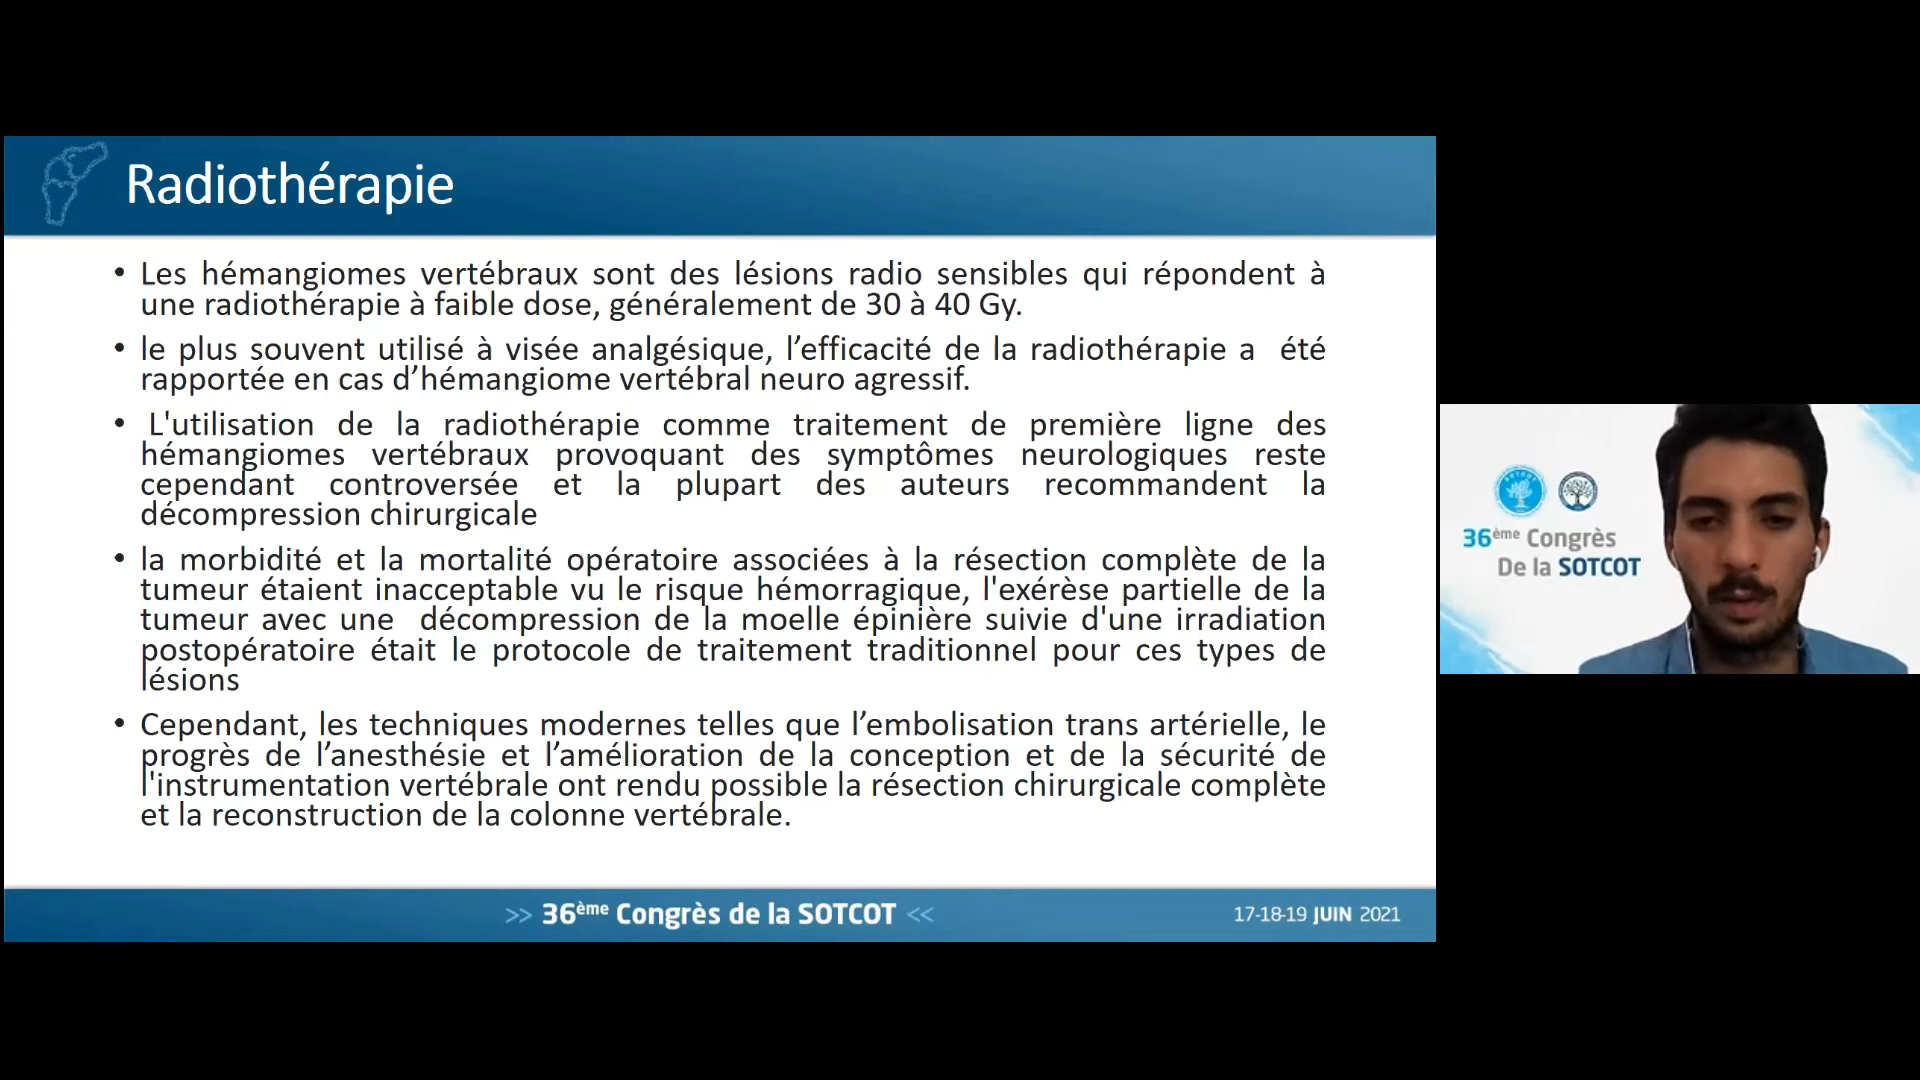 Radiothérapie
• Les hémangiomes vertébraux sont des lésions radio sensibles qui répondent à
une radiothérapie à faible dose, généralement de 30 à 40 Gy.
• le plus souvent utilisé à visée analgésique, l’efficacité de la radiothérapie a été
rapportée en cas d’hémangiome vertébral neuro agressif.
• L'utilisation de la radiothérapie comme traitement de première ligne des
hémangiomes vertébraux provoquant des symptômes neurologiques reste
cependant controversée et la plupart des auteurs recommandent la
décompression chirurgicale
• la morbidité et la mortalité opératoire associées à la résection complète de la
tumeur étaient inacceptable vu le risque hémorragique, l'exérèse partielle de la
tumeur avec une décompression de la moelle épinière suivie d'une irradiation
postopératoire était le protocole de traitement traditionnel pour ces types de
lésions
• Cependant, les techniques modernes telles que l’embolisation trans artérielle, le
progrès de l’anesthésie et l’amélioration de la conception et de la sécurité de
l'instrumentation vertébrale ont rendu possible la résection chirurgicale complète
et la reconstruction de la colonne vertébrale.
>> 36ème Congrès de la SOTCOT <<
17-18-19 JUIN 2021
36ème Congrès
De la SOTCOT